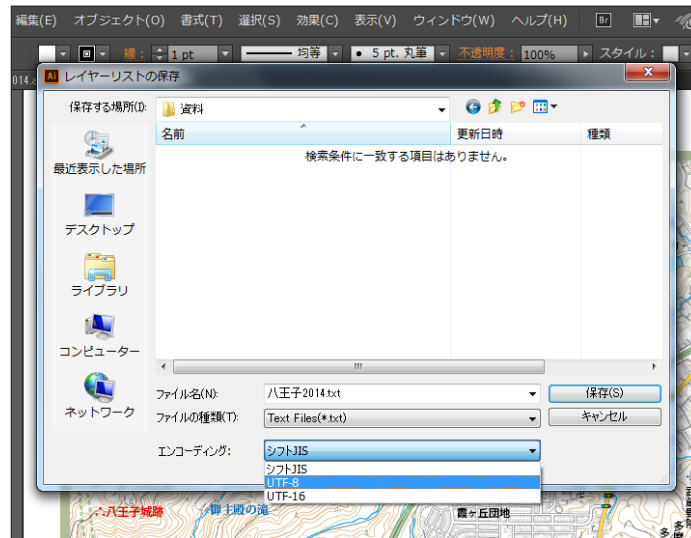 編集(E) オブジェクト(O) 書式(T) 選択(S) 効果(C) 表示(V) ウィンドウ(W) ヘルプ(H) Br
線: 1 pt 均等 5 pt. 丸筆 不透明度: 100% スタイル:
Ai レイヤーリストの保存
014.a
保存する場所(I): 資料
名前 更新日時 種類
検索条件に一致する項目はありません。
最近表示した場所
デスクトップ
ライブラリ
コンピューター
ネットワーク
ファイル名(N): 八王子2014.txt 保存(S)
ファイルの種類(T): Text Files(*.txt) キャンセル
エンコーディング: シフトJIS
シフトJIS
UTF-8
UTF-16
八王子城跡 御主殿の滝 霞ヶ丘団地